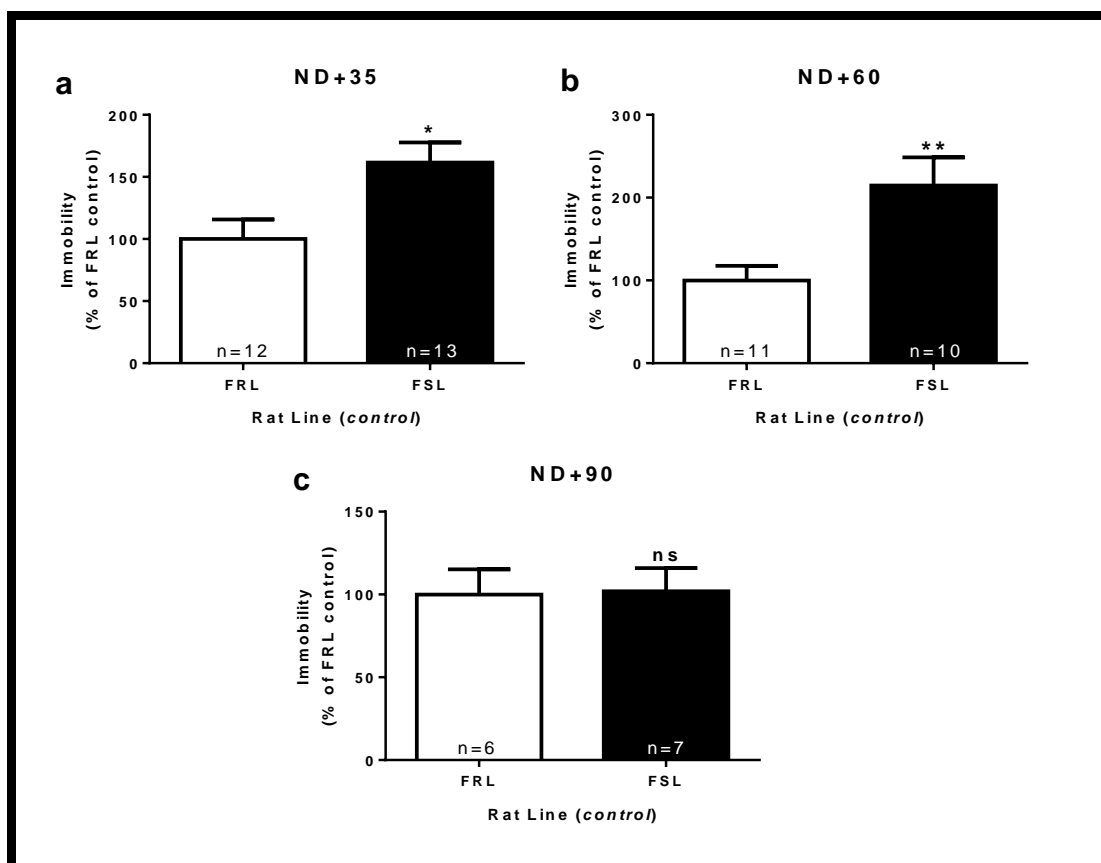 a
ND+35
Immobility
(% of FRL control)
200
150
100
50
0
*
n=12
n=13
FRL
FSL
Rat Line (control)
b
ND+60
Immobility
(% of FRL control)
300
200
100
0
**
n=11
n=10
FRL
FSL
Rat Line (control)
c
ND+90
Immobility
(% of FRL control)
150
100
50
0
ns
n=6
n=7
FRL
FSL
Rat Line (control)